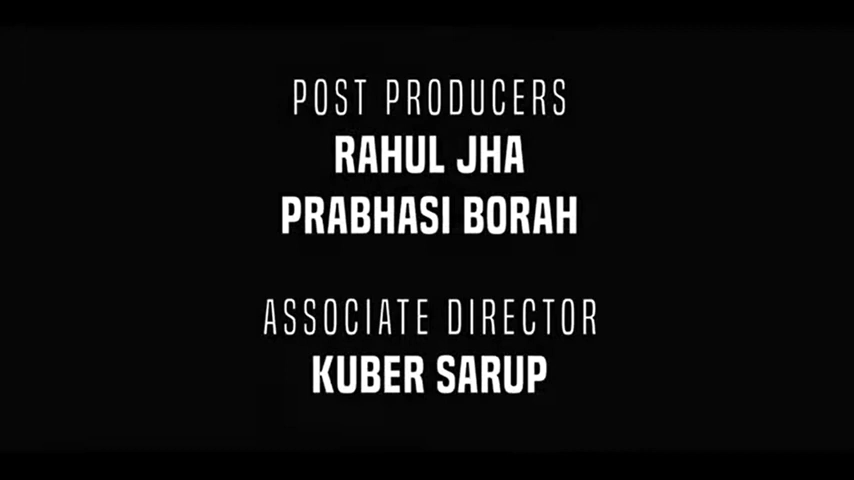 POST PRODUCERS
RAHUL JHA
PRABHASI BORAH
ASSOCIATE DIRECTOR
KUBER SARUP